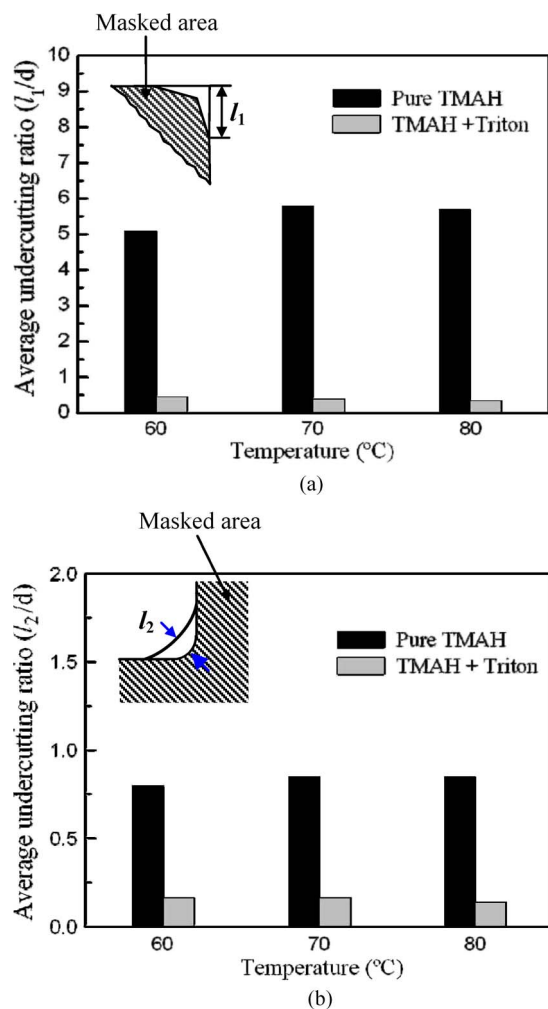 Masked area
10
9
8
7
6
5
4
3
2
1
0
Average undercutting ratio (l₁/d)
l₁
Pure TMAH
TMAH +Triton
60 70 80
Temperature (ºC)
(a)
Masked area
2.0
1.5
1.0
0.5
0.0
Average undercutting ratio (l₂/d)
l₂
Pure TMAH
TMAH + Triton
60 70 80
Temperature (ºC)
(b)